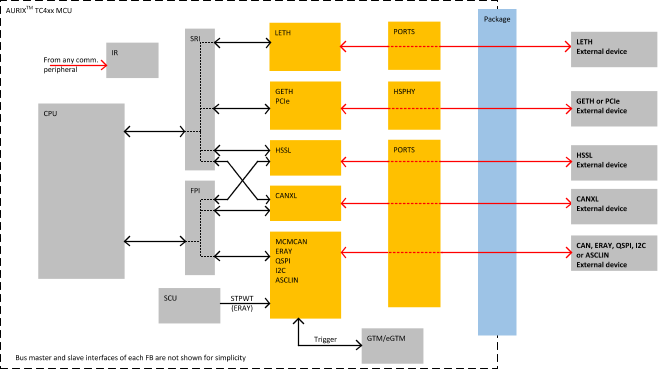 AURIX™ TC4xx MCU
Package
SRI
LETH
PORTS
LETH
External device
IR
From any comm.
peripheral
GETH
PCIe
HSPHY
GETH or PCIe
External device
CPU
HSSL
PORTS
HSSL
External device
FPI
CANXL
CANXL
External device
MCMCAN
ERAY
QSPI
I2C
ASCLIN
CAN, ERAY, QSPI, I2C
or ASCLIN
External device
SCU
STPWT
(ERAY)
Trigger
GTM/eGTM
Bus master and slave interfaces of each FB are not shown for simplicity